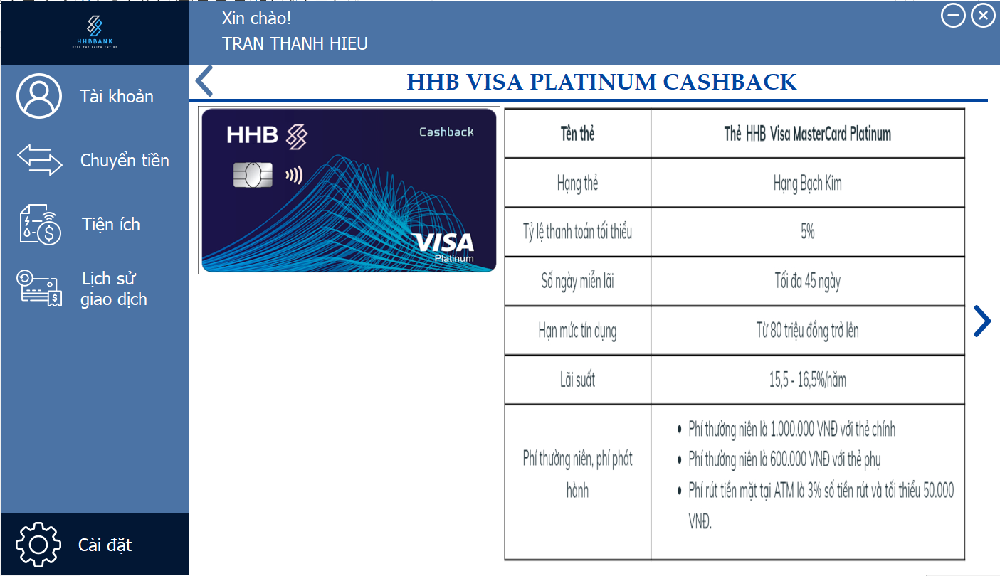 HHBBANK
KEEP THE FAITH ENTIRE
Xin chào!
TRAN THANH HIEU
Tài khoản
Chuyển tiền
Tiện ích
Lịch sử
giao dịch
Cài đặt
HHB VISA PLATINUM CASHBACK
HHB
Cashback
VISA
Platinum
Tên thẻ
Thẻ HHB Visa MasterCard Platinum
Hạng thẻ
Hạng Bạch Kim
Tỷ lệ thanh toán tối thiểu
5%
Số ngày miễn lãi
Tối đa 45 ngày
Hạn mức tín dụng
Từ 80 triệu đồng trở lên
Lãi suất
15,5 - 16,5%/năm
Phí thường niên, phí phát
hành
• Phí thường niên là 1.000.000 VNĐ với thẻ chính
• Phí thường niên là 600.000 VNĐ với thẻ phụ
• Phí rút tiền mặt tại ATM là 3% số tiền rút và tối thiểu 50.000
VNĐ.